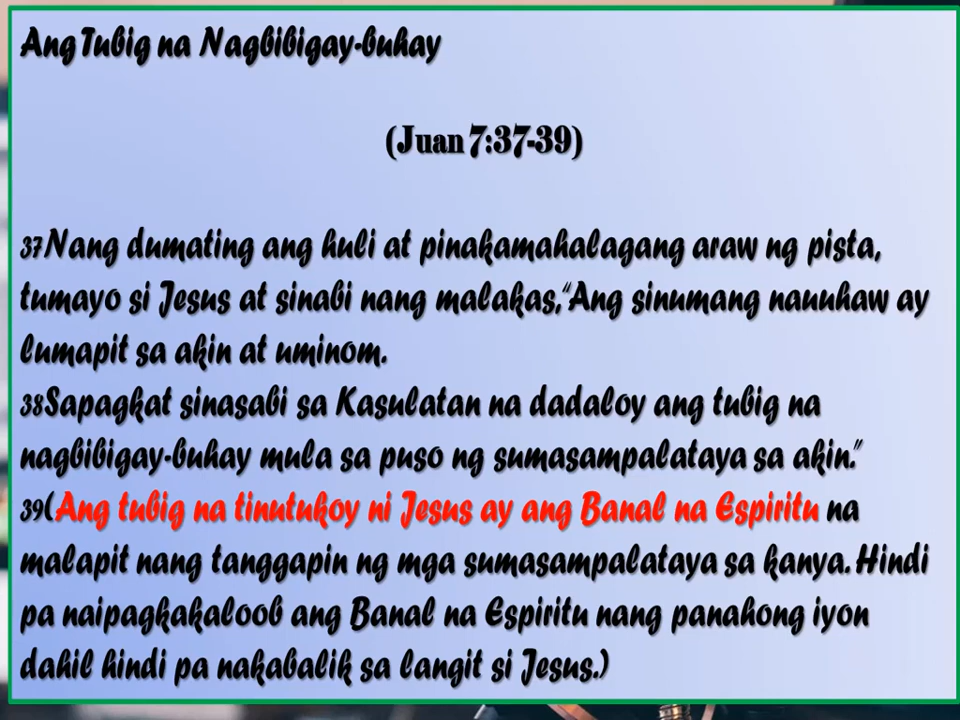 Ang Tubig na Nagbibigay-buhay
(Juan 7:37-39)
37Nang dumating ang huli at pinakamahalagang araw ng pista,
tumayo si Jesus at sinabi nang malakas,“Ang sinumang nauuhaw ay
lumapit sa akin at uminom.
38Sapagkat sinasabi sa Kasulatan na dadaloy ang tubig na
nagbibigay-buhay mula sa puso ng sumasampalataya sa akin.”
39(Ang tubig na tinutukoy ni Jesus ay ang Banal na Espiritu na
malapit nang tanggapin ng mga sumasampalataya sa kanya. Hindi
pa naipagkakaloob ang Banal na Espiritu nang panahong iyon
dahil hindi pa nakabalik sa langit si Jesus.)